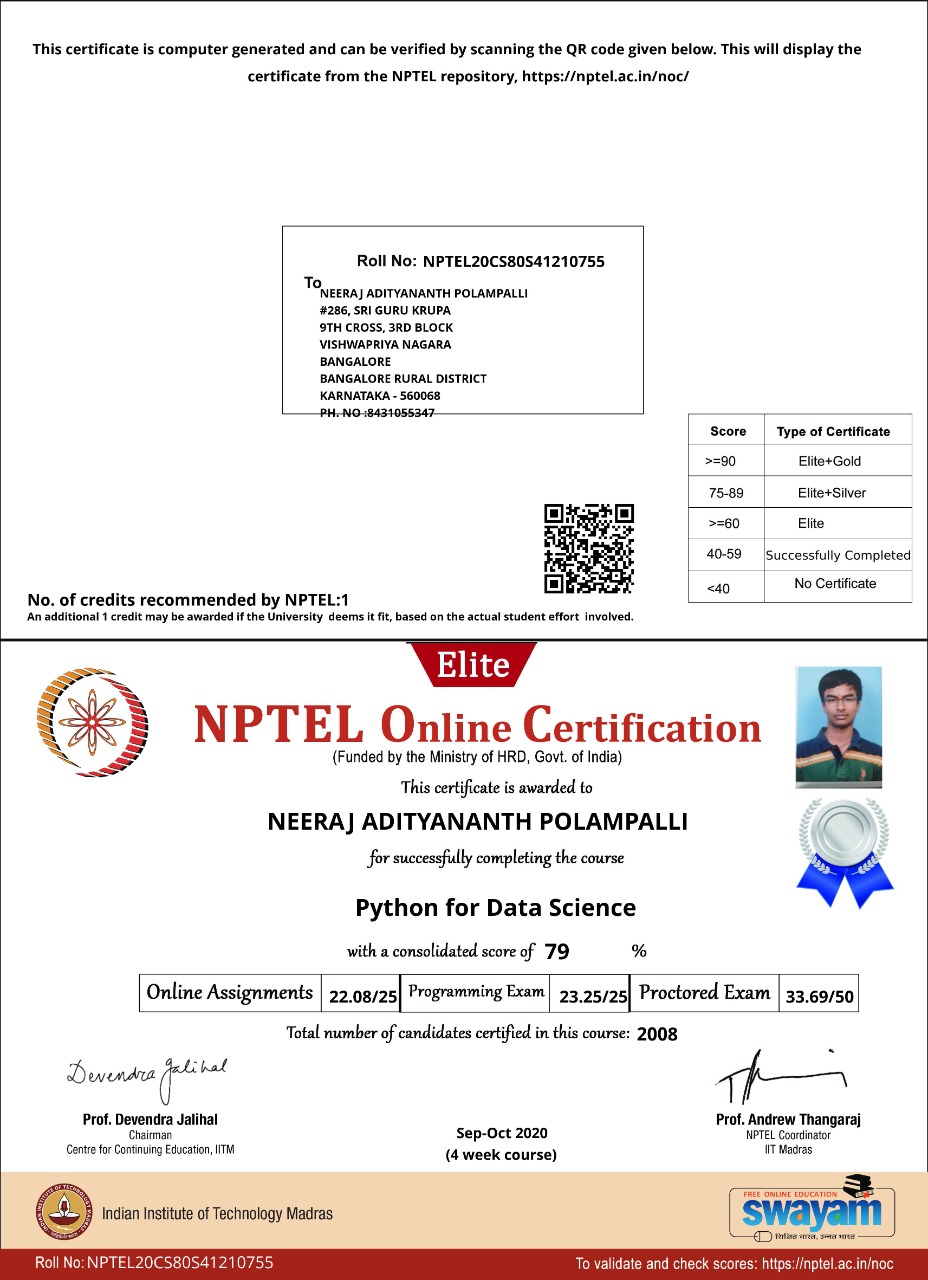 This certificate is computer generated and can be verified by scanning the QR code given below. This will display the
certificate from the NPTEL repository, https://nptel.ac.in/noc/
Roll No: NPTEL20CS80S41210755
To
NEERAJ ADITYANANTH POLAMPALLI
#286, SRI GURU KRUPA
9TH CROSS, 3RD BLOCK
VISHWAPRIYA NAGARA
BANGALORE
BANGALORE RURAL DISTRICT
KARNATAKA - 560068
PH. NO :8431055347
Score Type of Certificate
>=90 Elite+Gold
75-89 Elite+Silver
>=60 Elite
40-59 Successfully Completed
<40 No Certificate
No. of credits recommended by NPTEL:1
An additional 1 credit may be awarded if the University deems it fit, based on the actual student effort involved.
Elite
NPTEL Online Certification
(Funded by the Ministry of HRD, Govt. of India)
This certificate is awarded to
NEERAJ ADITYANANTH POLAMPALLI
for successfully completing the course
Python for Data Science
with a consolidated score of 79 %
Online Assignments 22.08/25 Programming Exam 23.25/25 Proctored Exam 33.69/50
Total number of candidates certified in this course: 2008
Devendra Jalihal
Prof. Devendra Jalihal
Chairman
Centre for Continuing Education, IITM
Sep-Oct 2020
(4 week course)
Prof. Andrew Thangaraj
NPTEL Coordinator
IIT Madras
Indian Institute of Technology Madras
FREE ONLINE EDUCATION
swayam
शिक्षित भारत, उन्नत भारत
Roll No: NPTEL20CS80S41210755
To validate and check scores: https://nptel.ac.in/noc